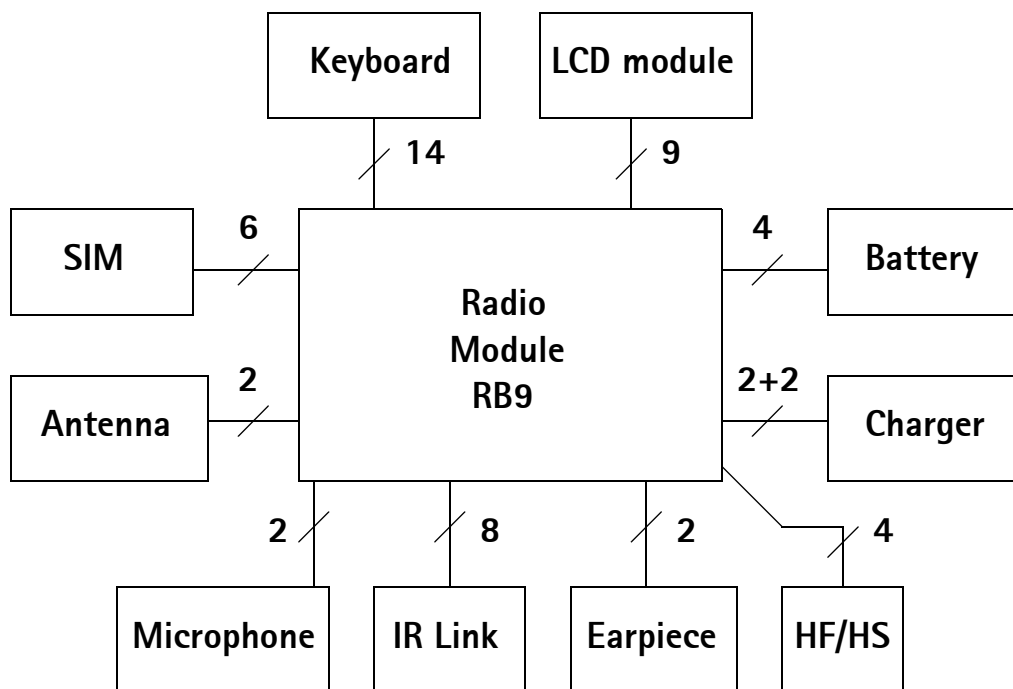 Keyboard
LCD module
14
9
SIM
6
4
Battery
Radio
Module
RB9
Antenna
2
2+2
Charger
2
8
2
4
Microphone
IR Link
Earpiece
HF/HS